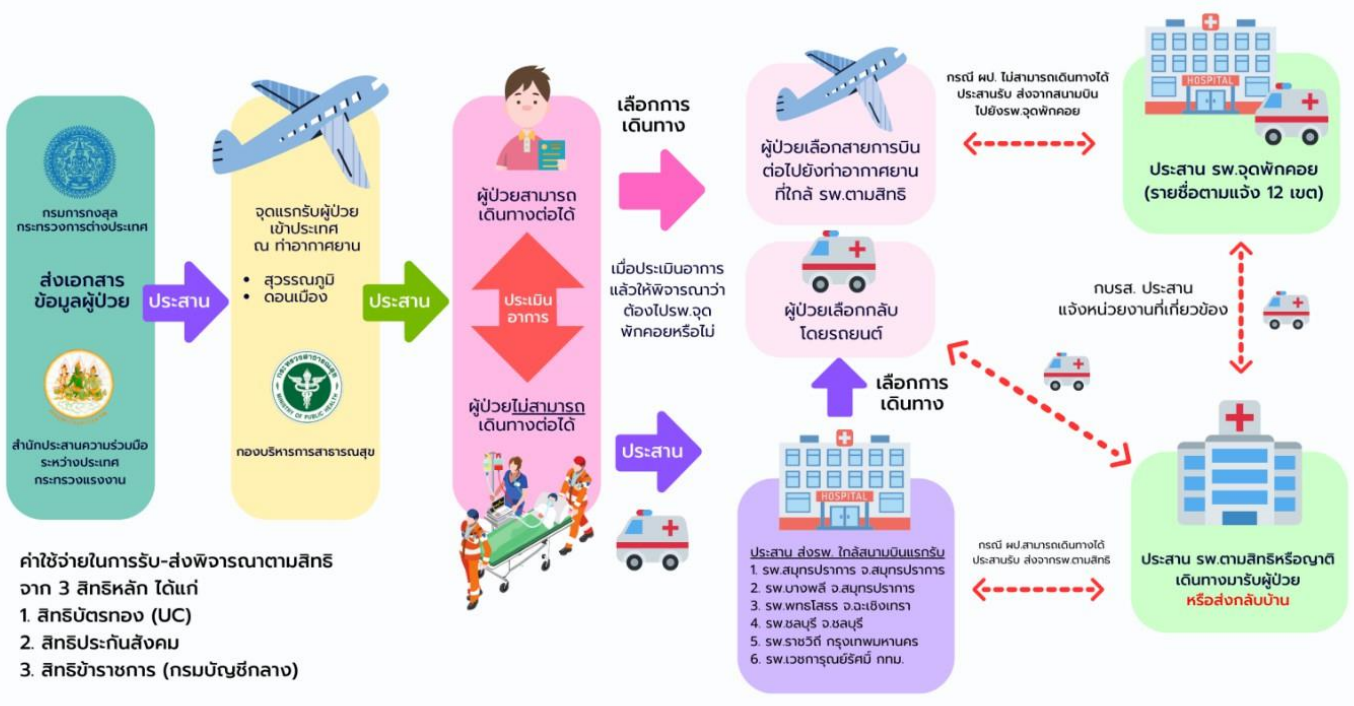 กรมการกงสุล
กระทรวงการต่างประเทศ
ส่งเอกสาร
ข้อมูลผู้ป่วย
สำนักประสานความร่วมมือ
ระหว่างประเทศ
กระทรวงแรงงาน
ประสาน
จุดแรกรับผู้ป่วย
เข้าประเทศ
ณ ท่าอากาศยาน
• สุวรรณภูมิ
• ดอนเมือง
กระทรวงสาธารณสุข
MINISTRY OF PUBLIC HEALTH
กองบริหารการสาธารณสุข
ประสาน
ผู้ป่วยสามารถ
เดินทางต่อได้
ประเมิน
อาการ
ผู้ป่วยไม่สามารถ
เดินทางต่อได้
เลือกการ
เดินทาง
เมื่อประเมินอาการ
แล้วให้พิจารณาว่า
ต้องไปรพ.จุด
พักคอยหรือไม่
ประสาน
ผู้ป่วยเลือกสายการบิน
ต่อไปยังท่าอากาศยาน
ที่ใกล้ รพ.ตามสิทธิ
ผู้ป่วยเลือกกลับ
โดยรถยนต์
เลือกการ
เดินทาง
HOSPITAL
ประสาน ส่งรพ. ใกล้สนามบินแรกรับ
1. รพ.สมุทรปราการ จ.สมุทรปราการ
2. รพ.บางพลี จ.สมุทรปราการ
3. รพ.พุทธโสธร จ.ฉะเชิงเทรา
4. รพ.ชลบุรี จ.ชลบุรี
5. รพ.ราชวิถี กรุงเทพมหานคร
6. รพ.เวชการุณย์รัศมิ์ กทม.
กรณี ผป. ไม่สามารถเดินทางได้
ประสานรับ ส่งจากสนามบิน
ไปยังรพ.จุดพักคอย
HOSPITAL
ประสาน รพ.จุดพักคอย
(รายชื่อตามแจ้ง 12 เขต)
กบรส. ประสาน
แจ้งหน่วยงานที่เกี่ยวข้อง
กรณี ผป.สามารถเดินทางได้
ประสานรับ ส่งจากรพ.ตามสิทธิ
ประสาน รพ.ตามสิทธิหรือญาติ
เดินทางมารับผู้ป่วย
หรือส่งกลับบ้าน
ค่าใช้จ่ายในการรับ-ส่งพิจารณาตามสิทธิ
จาก 3 สิทธิหลัก ได้แก่
1. สิทธิบัตรทอง (UC)
2. สิทธิประกันสังคม
3. สิทธิข้าราชการ (กรมบัญชีกลาง)